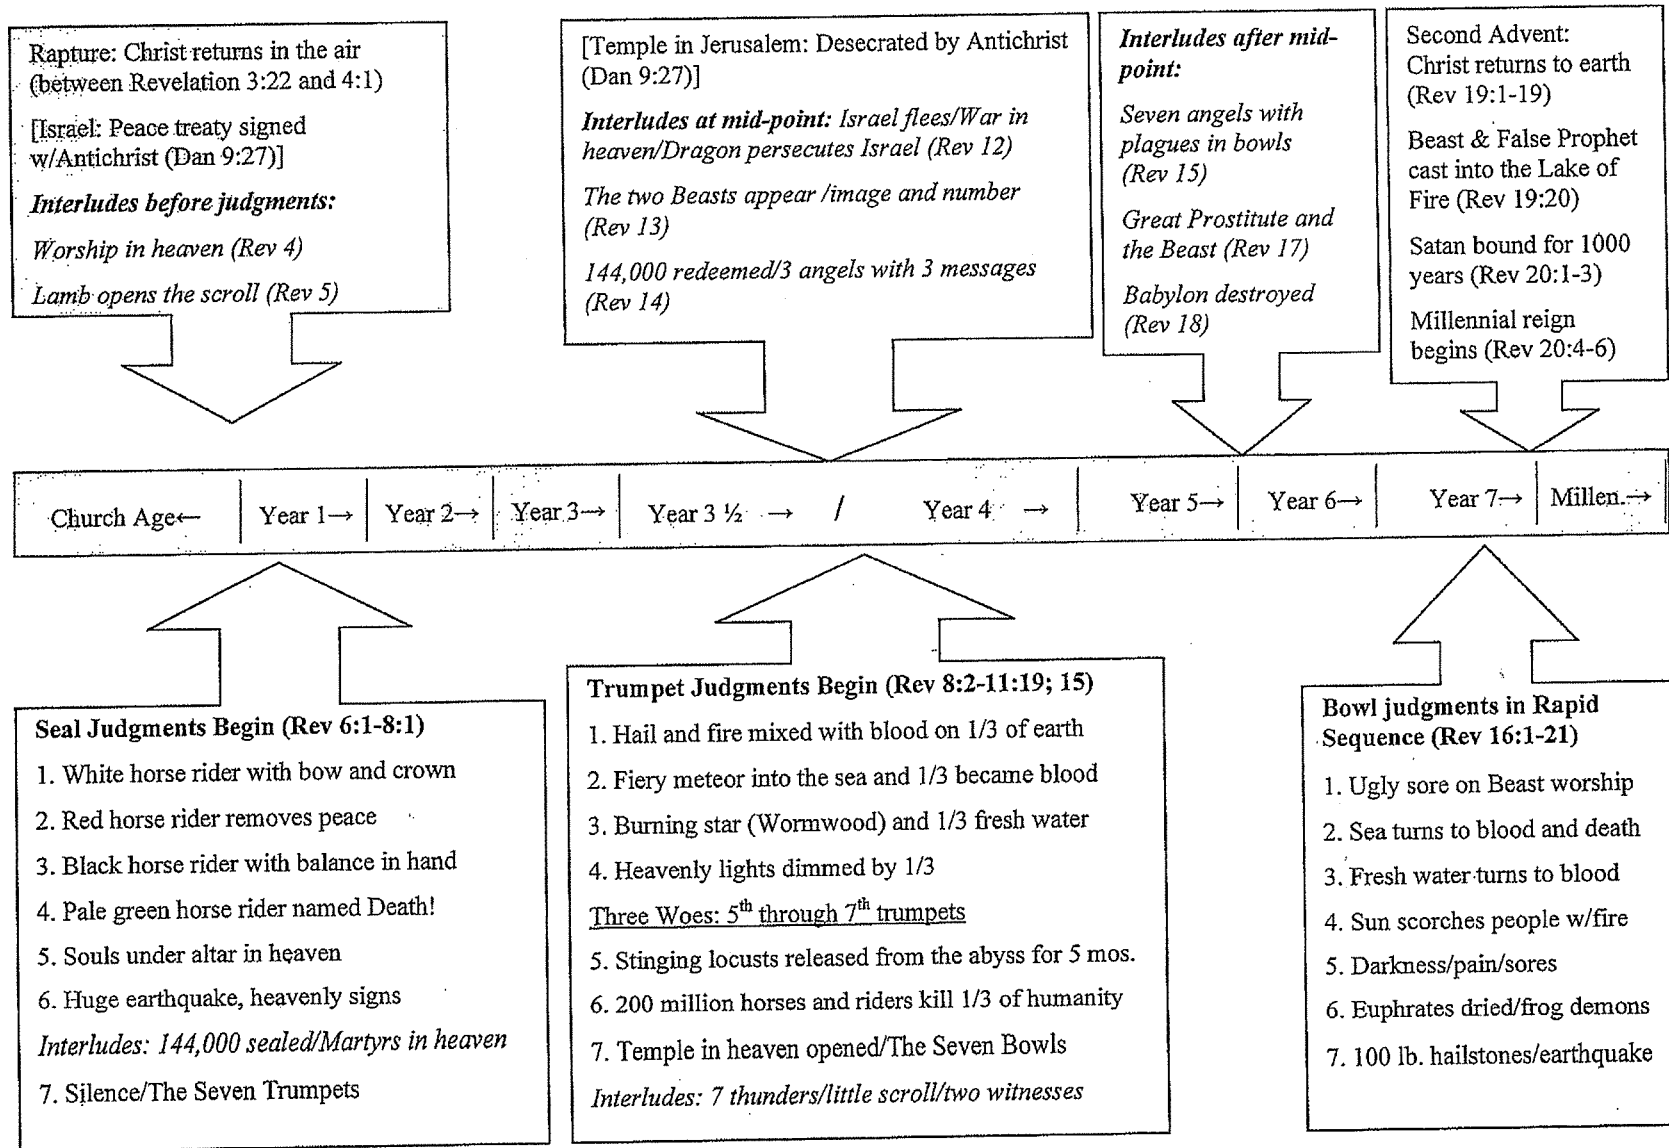 Rapture: Christ returns in the air
(between Revelation 3:22 and 4:1)
[Israel: Peace treaty signed
w/Antichrist (Dan 9:27)]
Interludes before judgments:
Worship in heaven (Rev 4)
Lamb opens the scroll (Rev 5)
[Temple in Jerusalem: Desecrated by Antichrist
(Dan 9:27)]
Interludes at mid-point: Israel flees/War in
heaven/Dragon persecutes Israel (Rev 12)
The two Beasts appear /image and number
(Rev 13)
144,000 redeemed/3 angels with 3 messages
(Rev 14)
Interludes after mid-
point:
Seven angels with
plagues in bowls
(Rev 15)
Great Prostitute and
the Beast (Rev 17)
Babylon destroyed
(Rev 18)
Second Advent:
Christ returns to earth
(Rev 19:1-19)
Beast & False Prophet
cast into the Lake of
Fire (Rev 19:20)
Satan bound for 1000
years (Rev 20:1-3)
Millennial reign
begins (Rev 20:4-6)
Church Age← Year 1→ Year 2→ Year 3→ Year 3 ½ → / Year 4 → Year 5→ Year 6→ Year 7→ Millen.→
Seal Judgments Begin (Rev 6:1-8:1)
1. White horse rider with bow and crown
2. Red horse rider removes peace
3. Black horse rider with balance in hand
4. Pale green horse rider named Death!
5. Souls under altar in heaven
6. Huge earthquake, heavenly signs
Interludes: 144,000 sealed/Martyrs in heaven
7. Silence/The Seven Trumpets
Trumpet Judgments Begin (Rev 8:2-11:19; 15)
1. Hail and fire mixed with blood on 1/3 of earth
2. Fiery meteor into the sea and 1/3 became blood
3. Burning star (Wormwood) and 1/3 fresh water
4. Heavenly lights dimmed by 1/3
Three Woes: 5th through 7th trumpets
5. Stinging locusts released from the abyss for 5 mos.
6. 200 million horses and riders kill 1/3 of humanity
7. Temple in heaven opened/The Seven Bowls
Interludes: 7 thunders/little scroll/two witnesses
Bowl judgments in Rapid
Sequence (Rev 16:1-21)
1. Ugly sore on Beast worship
2. Sea turns to blood and death
3. Fresh water turns to blood
4. Sun scorches people w/fire
5. Darkness/pain/sores
6. Euphrates dried/frog demons
7. 100 lb. hailstones/earthquake